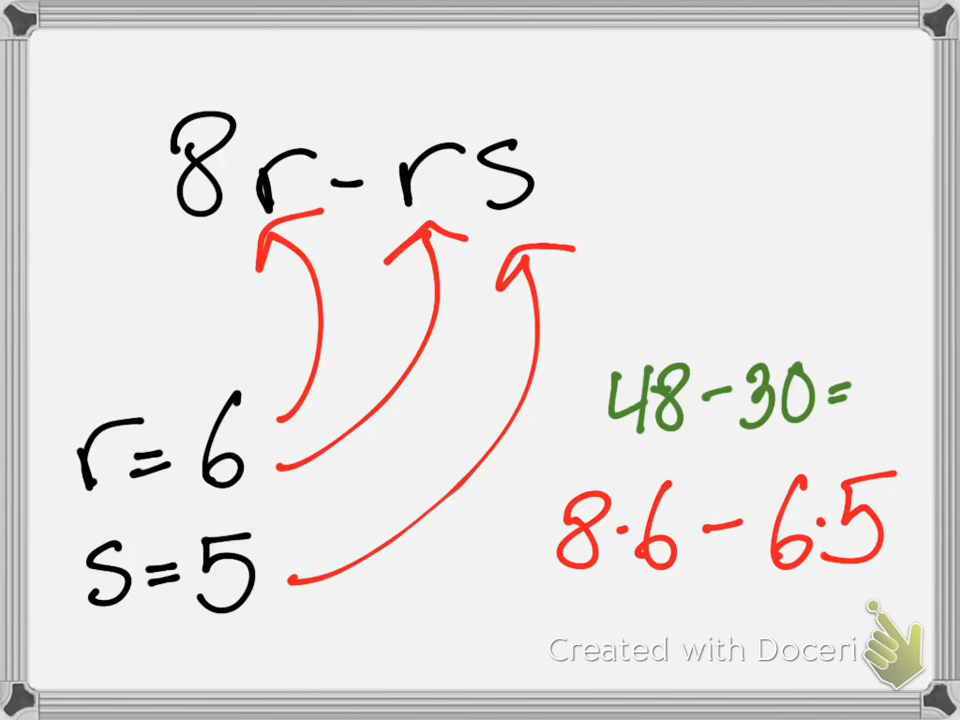 8r - rs
r = 6
s = 5
48 - 30 =
8·6 - 6·5
Created with Doceri